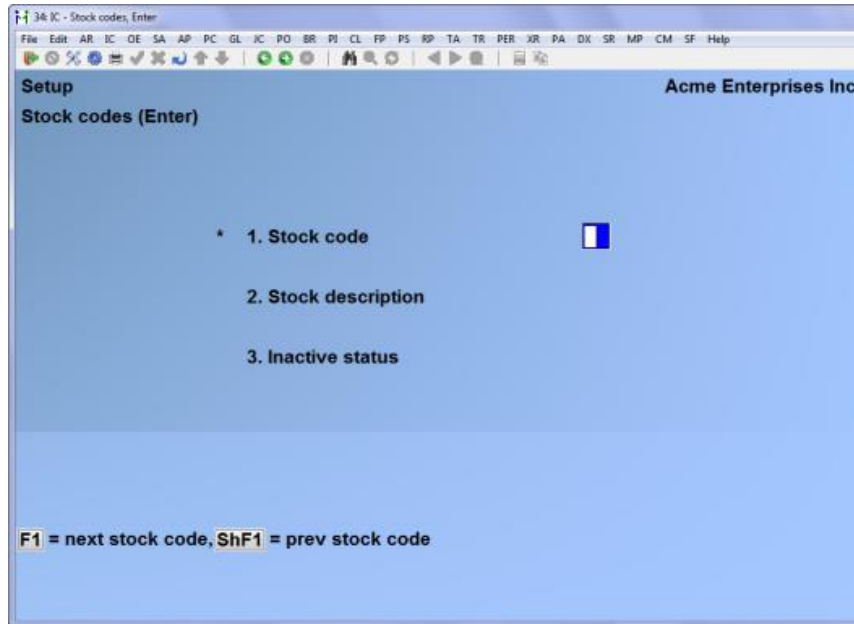 34: IC - Stock codes, Enter
File Edit AR IC OE SA AP PC GL JC PO BR PI CL FP PS RP TA TR PER XR PA DX SR MP CM SF Help
Setup Acme Enterprises Inc
Stock codes (Enter)
* 1. Stock code
2. Stock description
3. Inactive status
F1 = next stock code, ShF1 = prev stock code